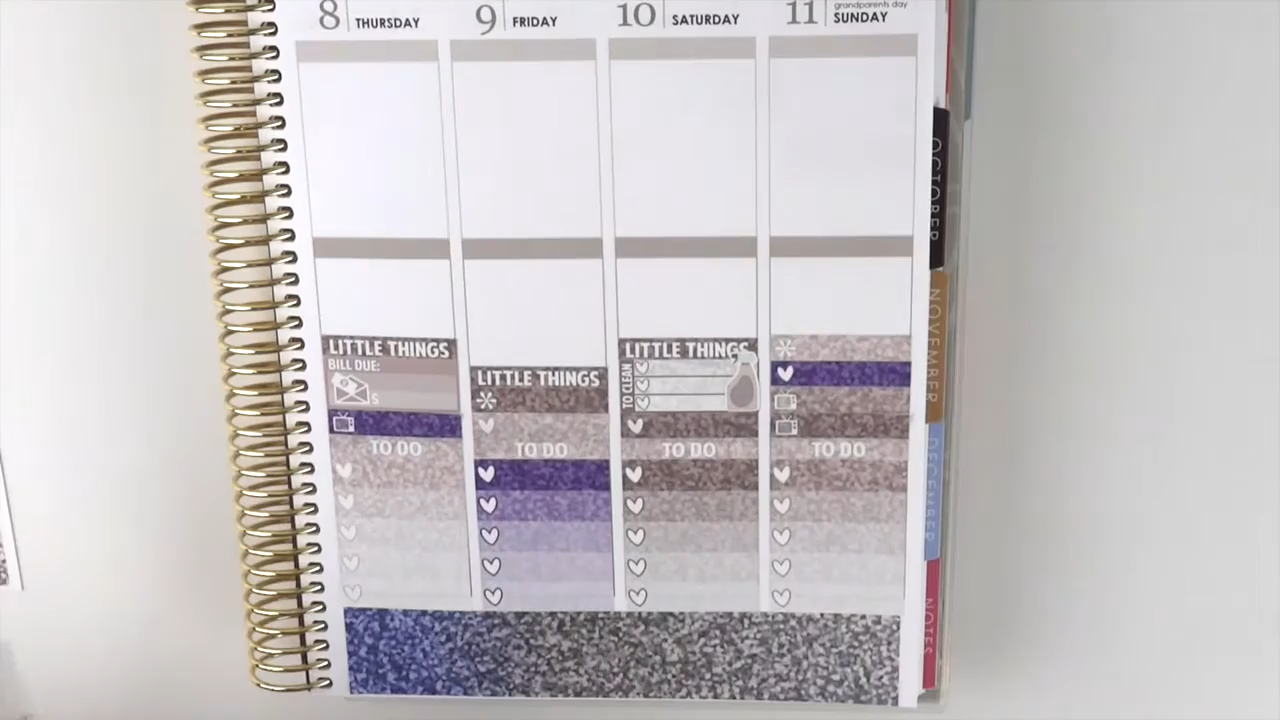 8 THURSDAY
9 FRIDAY
10 SATURDAY
grandparents day
11 SUNDAY
LITTLE THINGS
BILL DUE:
$
TO DO
LITTLE THINGS
TO DO
LITTLE THINGS
TO CLEAN
TO DO
TO DO
OCTOBER
NOVEMBER
DECEMBER
NOTES